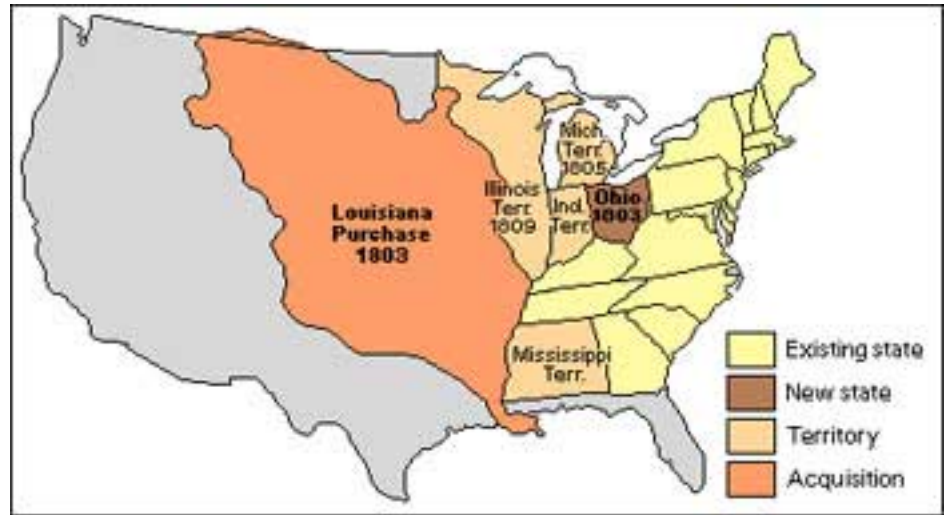 Louisiana
Purchase
1803
Illinois
Terr.
1809
Mich
Terr.
1805
Ind.
Terr.
Ohio
1803
Mississippi
Terr.
Existing state
New state
Territory
Acquisition